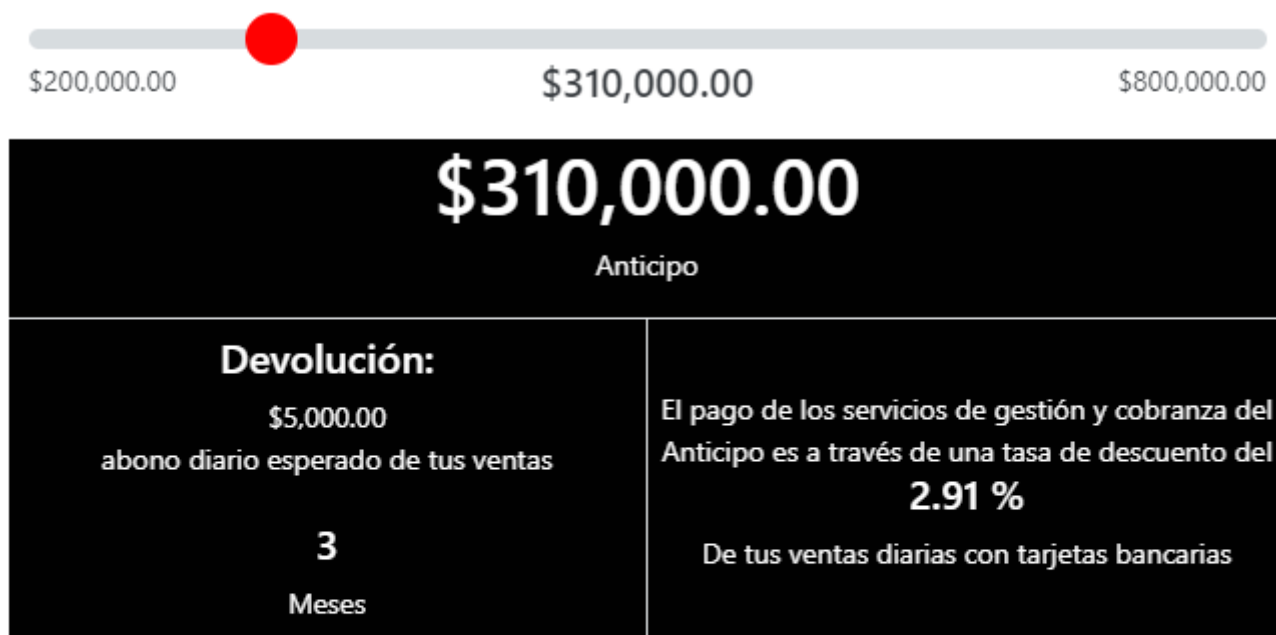 $200,000.00
$310,000.00
$800,000.00
$310,000.00
Anticipo
Devolución:
$5,000.00
abono diario esperado de tus ventas
3
Meses
El pago de los servicios de gestión y cobranza del
Anticipo es a través de una tasa de descuento del
2.91 %
De tus ventas diarias con tarjetas bancarias